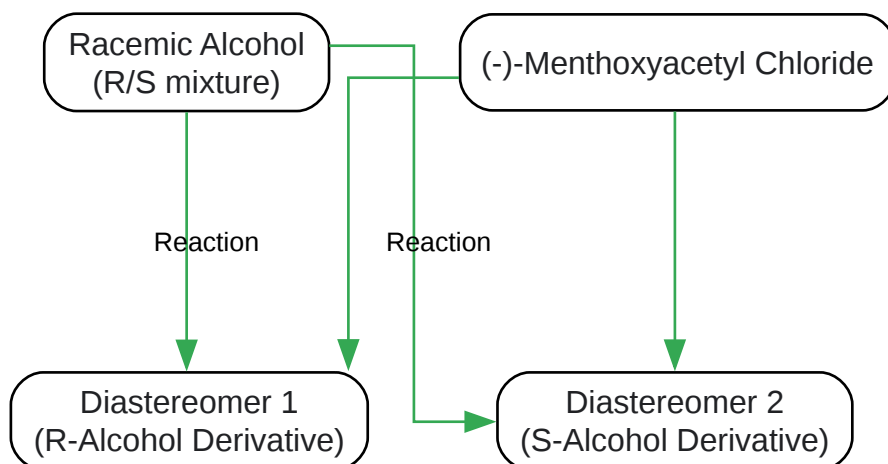 Racemic Alcohol
(R/S mixture)
(-)-Menthoxyacetyl Chloride
Reaction
Reaction
Diastereomer 1
(R-Alcohol Derivative)
Diastereomer 2
(S-Alcohol Derivative)